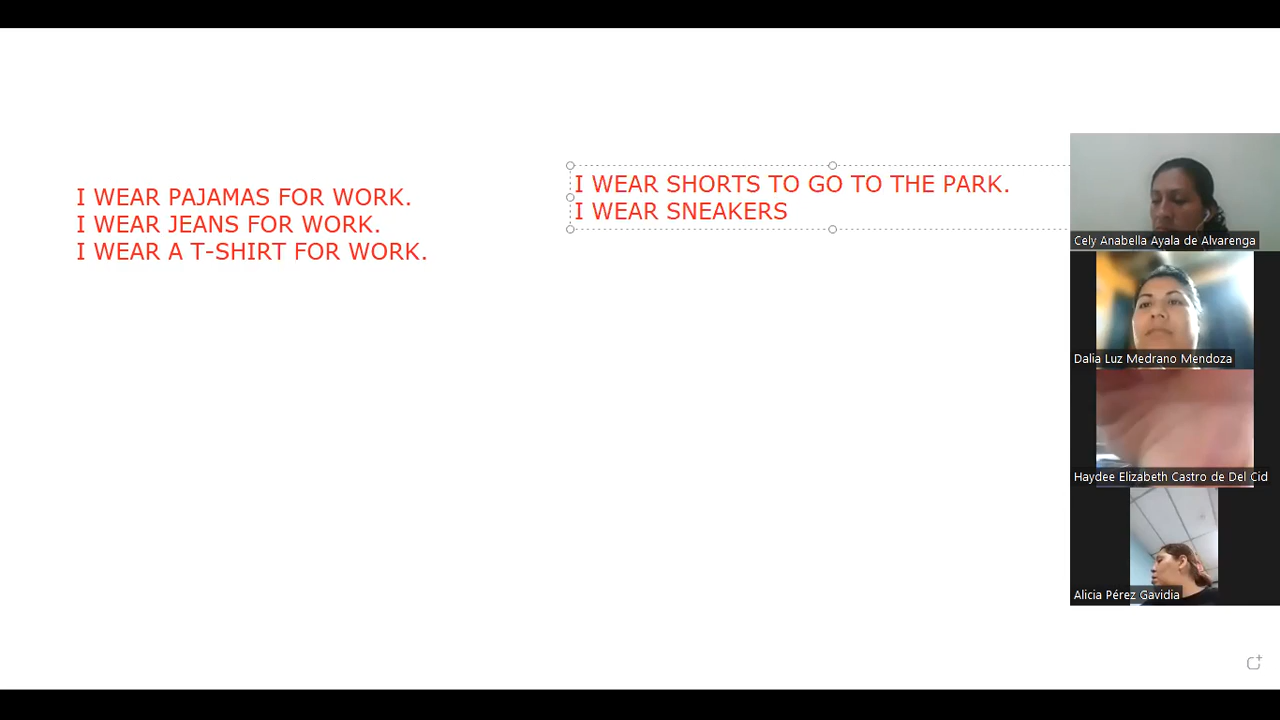 I WEAR PAJAMAS FOR WORK.
I WEAR JEANS FOR WORK.
I WEAR A T-SHIRT FOR WORK.
I WEAR SHORTS TO GO TO THE PARK.
I WEAR SNEAKERS
Cely Anabella Ayala de Alvarenga
Dalia Luz Medrano Mendoza
Haydee Elizabeth Castro de Del Cid
Alicia Pérez Gavidia